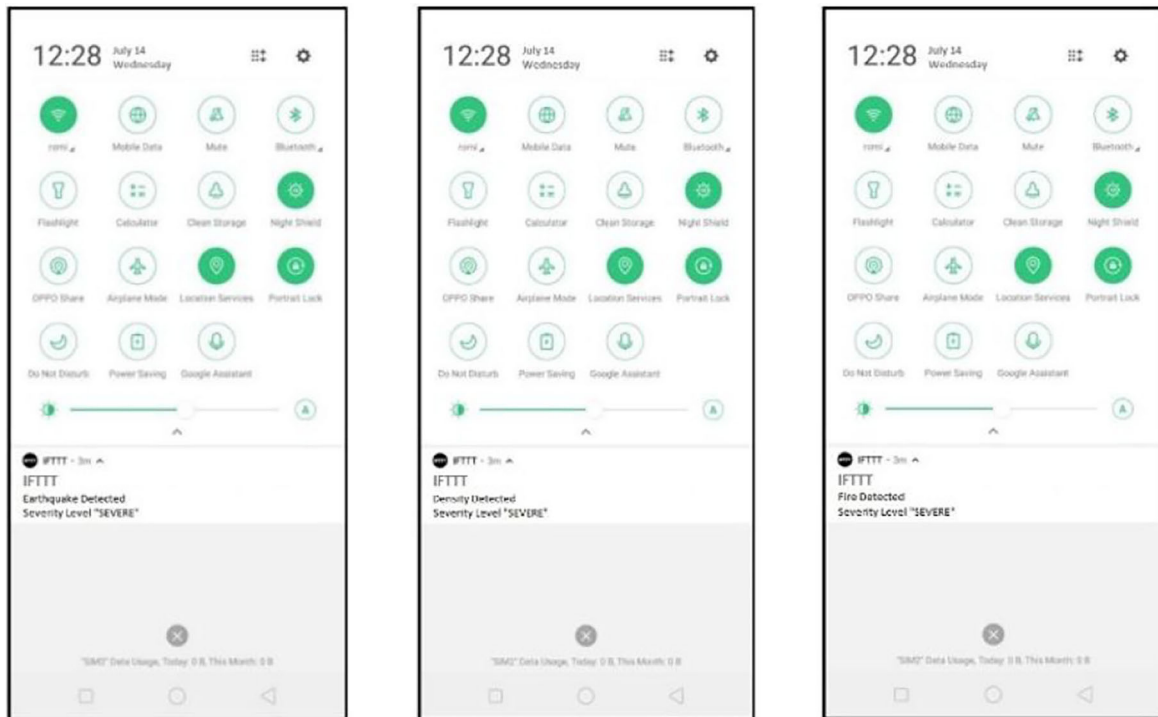 12:28 July 14
Wednesday
romi Mobile Data Mute Bluetooth
Flashlight Calculator Clean Storage Night Shield
OPPO Share Airplane Mode Location Services Portrait Lock
Do Not Disturb Power Saving Google Assistant
A
IFTTT IFTTT - 3m
IFTTT
Earthquake Detected
Severity Level "SEVERE"
"SIM2" Data Usage, Today: 0 B, This Month: 0 B
12:28 July 14
Wednesday
romi Mobile Data Mute Bluetooth
Flashlight Calculator Clean Storage Night Shield
OPPO Share Airplane Mode Location Services Portrait Lock
Do Not Disturb Power Saving Google Assistant
A
IFTTT IFTTT - 3m
IFTTT
Density Detected
Severity Level "SEVERE"
"SIM2" Data Usage, Today: 0 B, This Month: 0 B
12:28 July 14
Wednesday
romi Mobile Data Mute Bluetooth
Flashlight Calculator Clean Storage Night Shield
OPPO Share Airplane Mode Location Services Portrait Lock
Do Not Disturb Power Saving Google Assistant
A
IFTTT IFTTT - 3m
IFTTT
Fire Detected
Severity Level "SEVERE"
"SIM2" Data Usage, Today: 0 B, This Month: 0 B